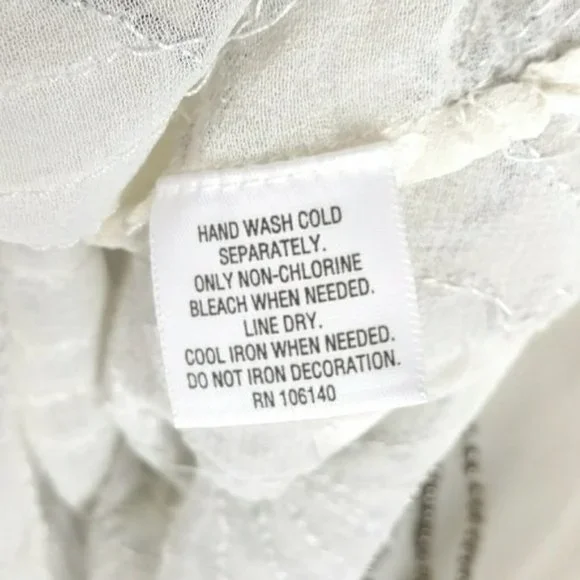 HAND WASH COLD
SEPARATELY.
ONLY NON-CHLORINE
BLEACH WHEN NEEDED.
LINE DRY.
COOL IRON WHEN NEEDED.
DO NOT IRON DECORATION.
RN 106140